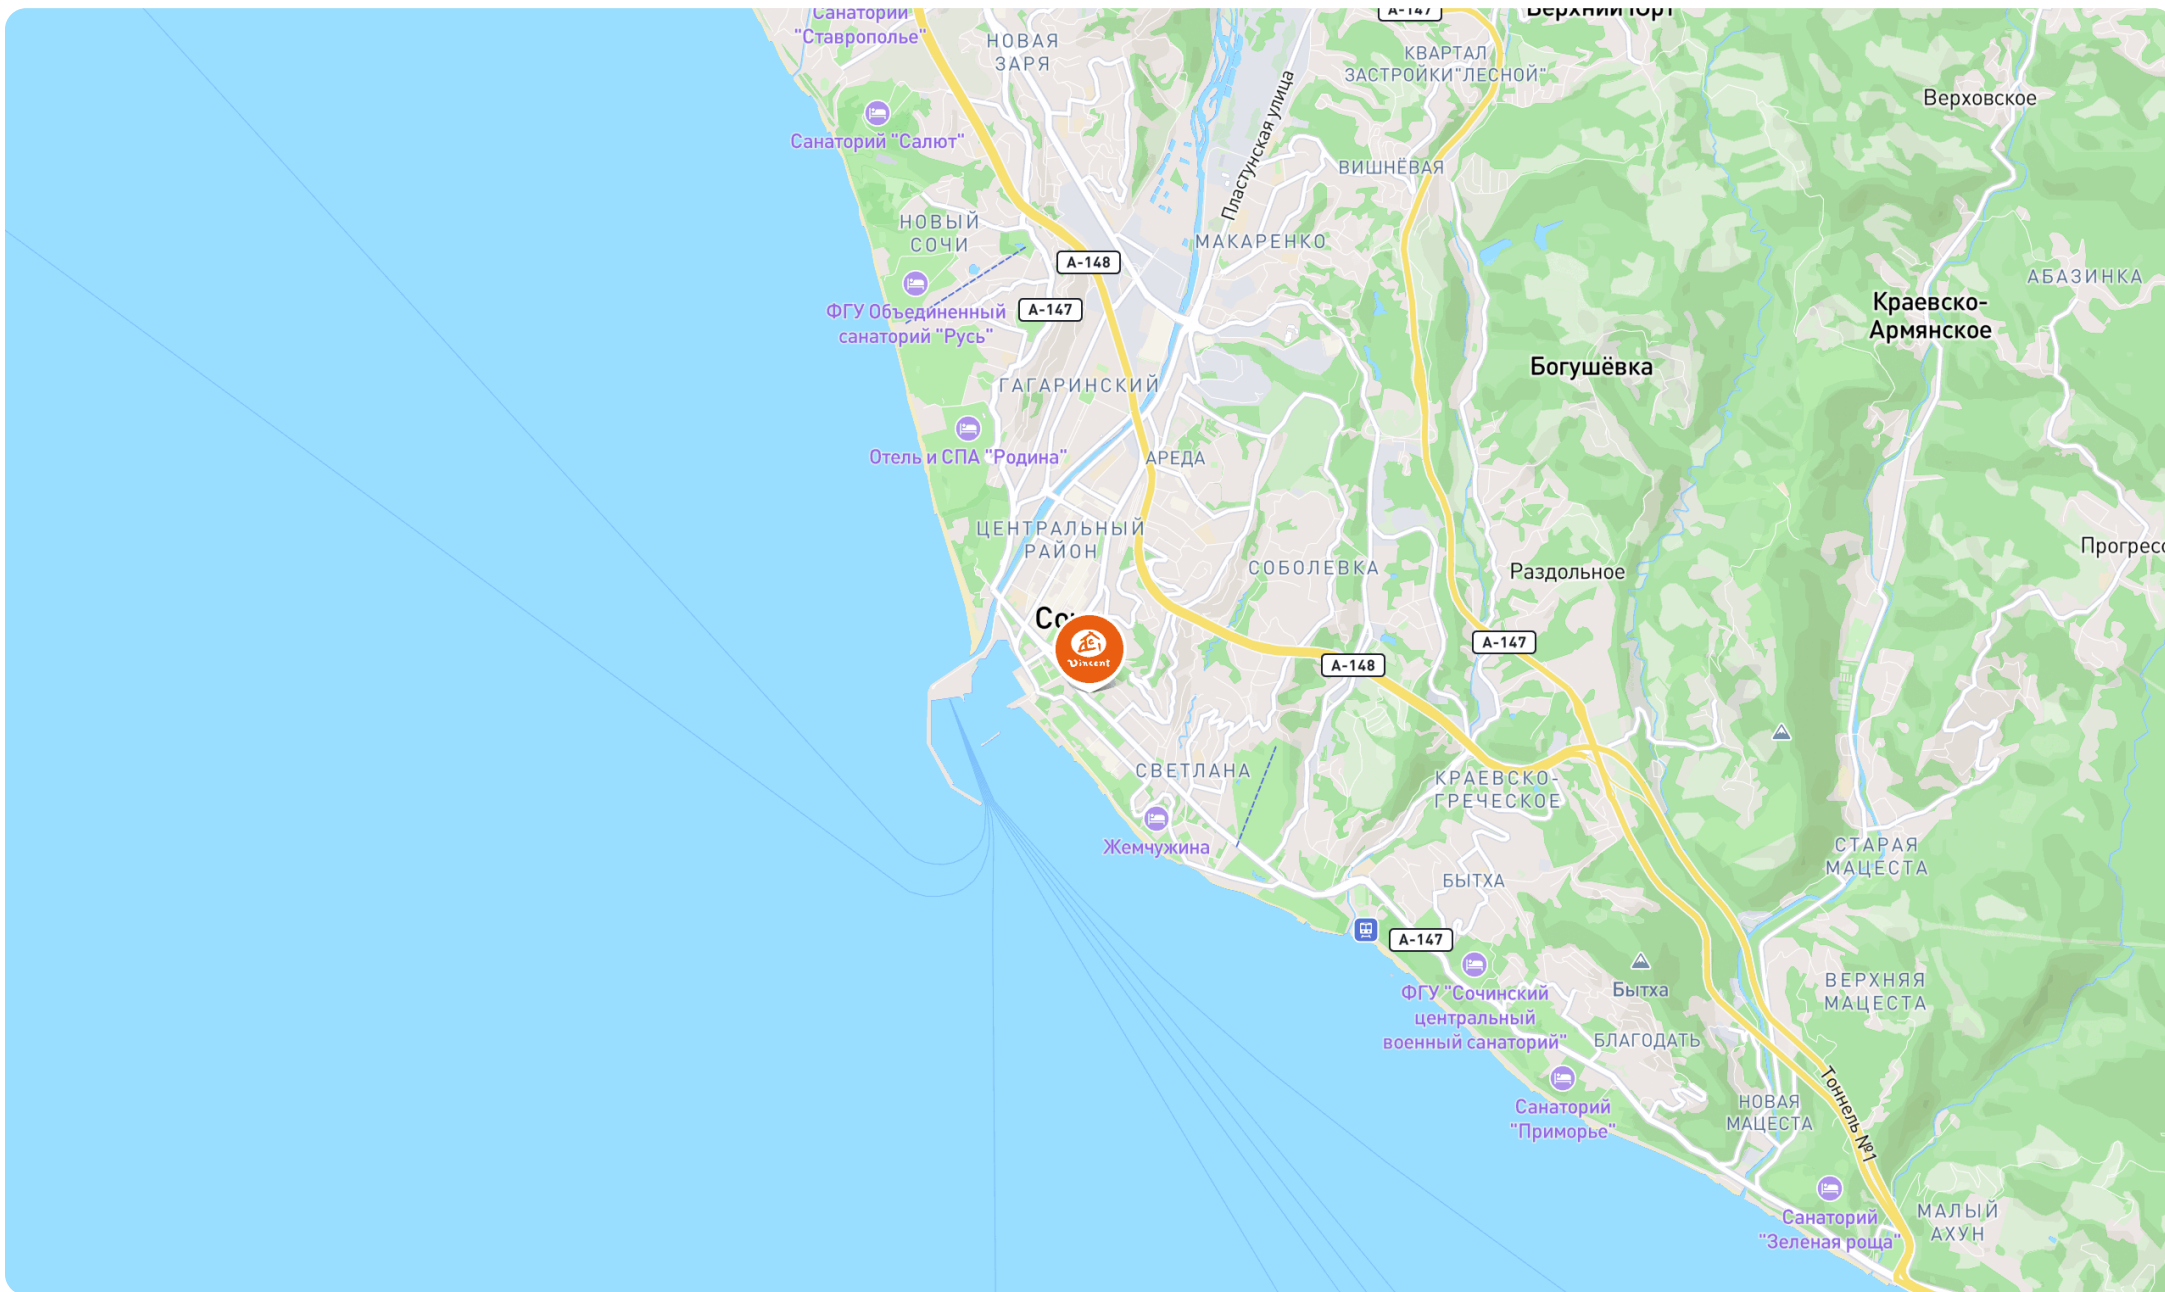 Санаторий
"Ставрополье"
НОВАЯ
ЗАРЯ
А-147
Верхний Юрт
КВАРТАЛ
ЗАСТРОЙКИ"ЛЕСНОЙ"
Верховское
Санаторий "Салют"
Пластунская улица
ВИШНЁВАЯ
НОВЫЙ
СОЧИ
МАКАРЕНКО
А-148
АБАЗИНКА
ФГУ Объединенный
санаторий "Русь"
А-147
Краевско-
Армянское
Богушёвка
ГАГАРИНСКИЙ
Отель и СПА "Родина"
АРЕДА
ЦЕНТРАЛЬНЫЙ
РАЙОН
СОБОЛЕВКА
Раздольное
Прогресс
Со
Vincent
А-148
А-147
СВЕТЛАНА
КРАЕВСКО-
ГРЕЧЕСКОЕ
Жемчужина
СТАРАЯ
МАЦЕСТА
БЫТХА
А-147
ФГУ "Сочинский
центральный
военный санаторий"
Бытха
ВЕРХНЯЯ
МАЦЕСТА
БЛАГОДАТЬ
Санаторий
"Приморье"
НОВАЯ
МАЦЕСТА
Тоннель №1
Санаторий
"Зеленая роща"
МАЛЫЙ
АХУН